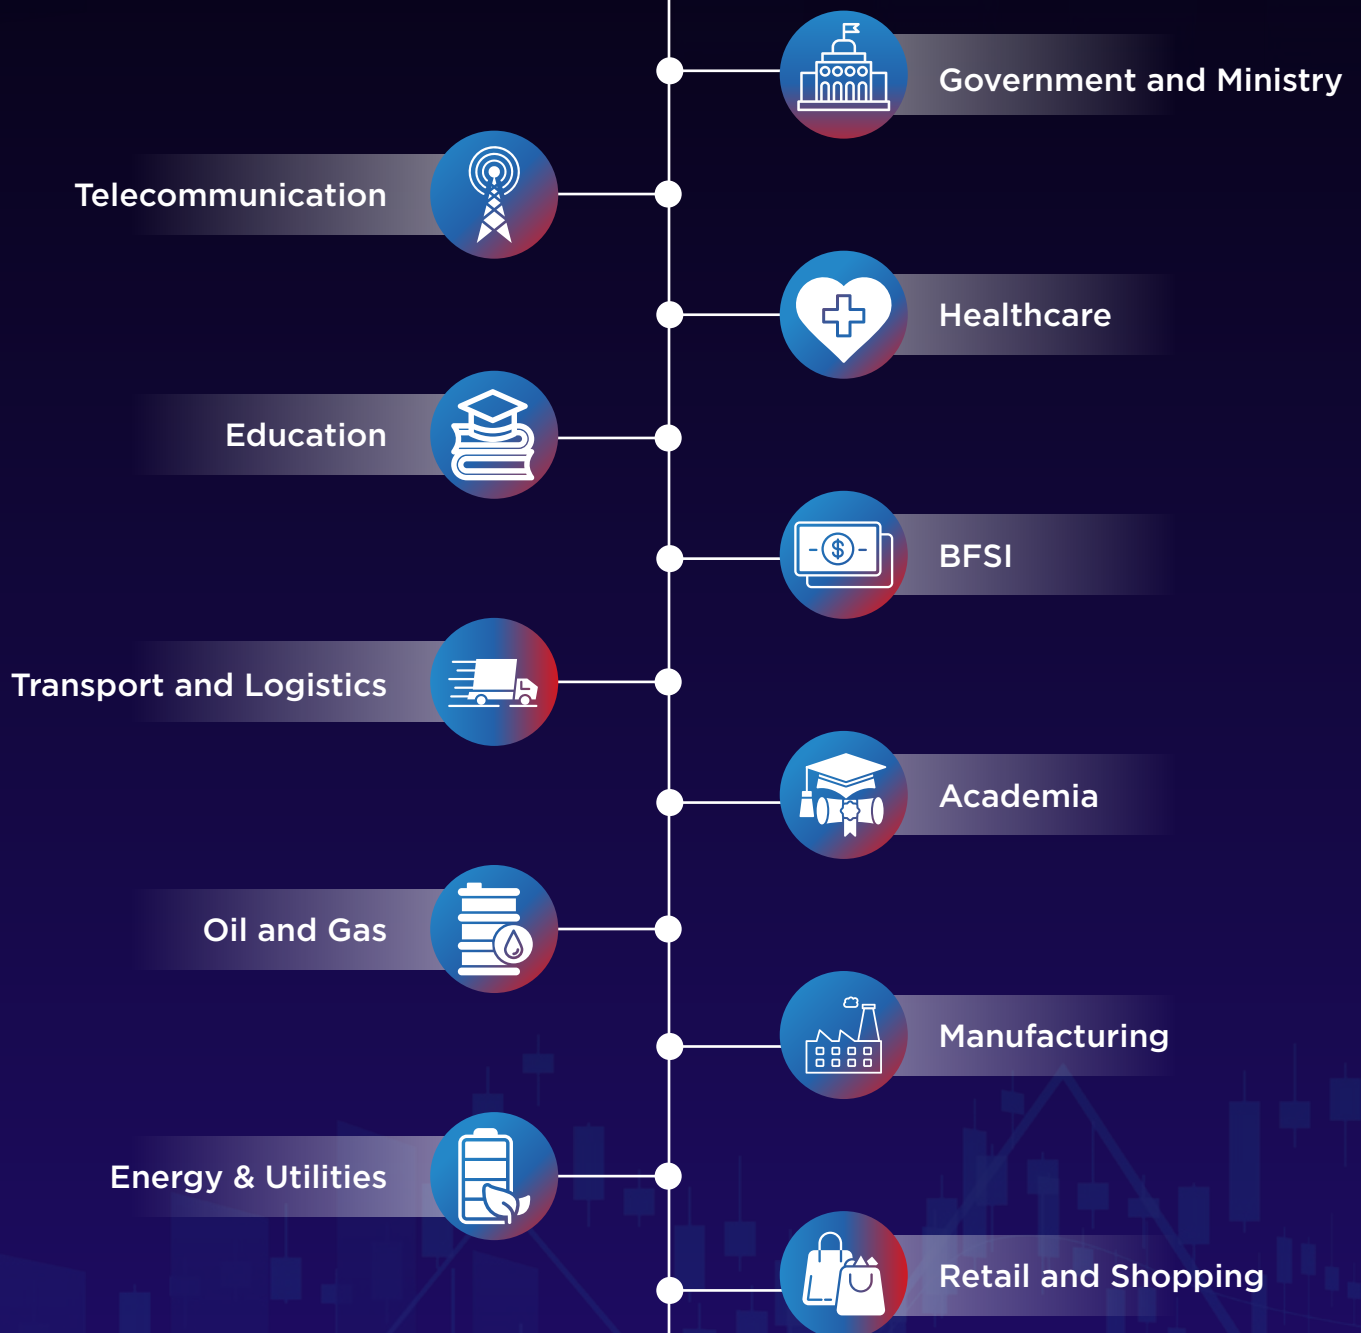 Government and Ministry
Telecommunication
Healthcare
Education
BFSI
Transport and Logistics
Academia
Oil and Gas
Manufacturing
Energy & Utilities
Retail and Shopping